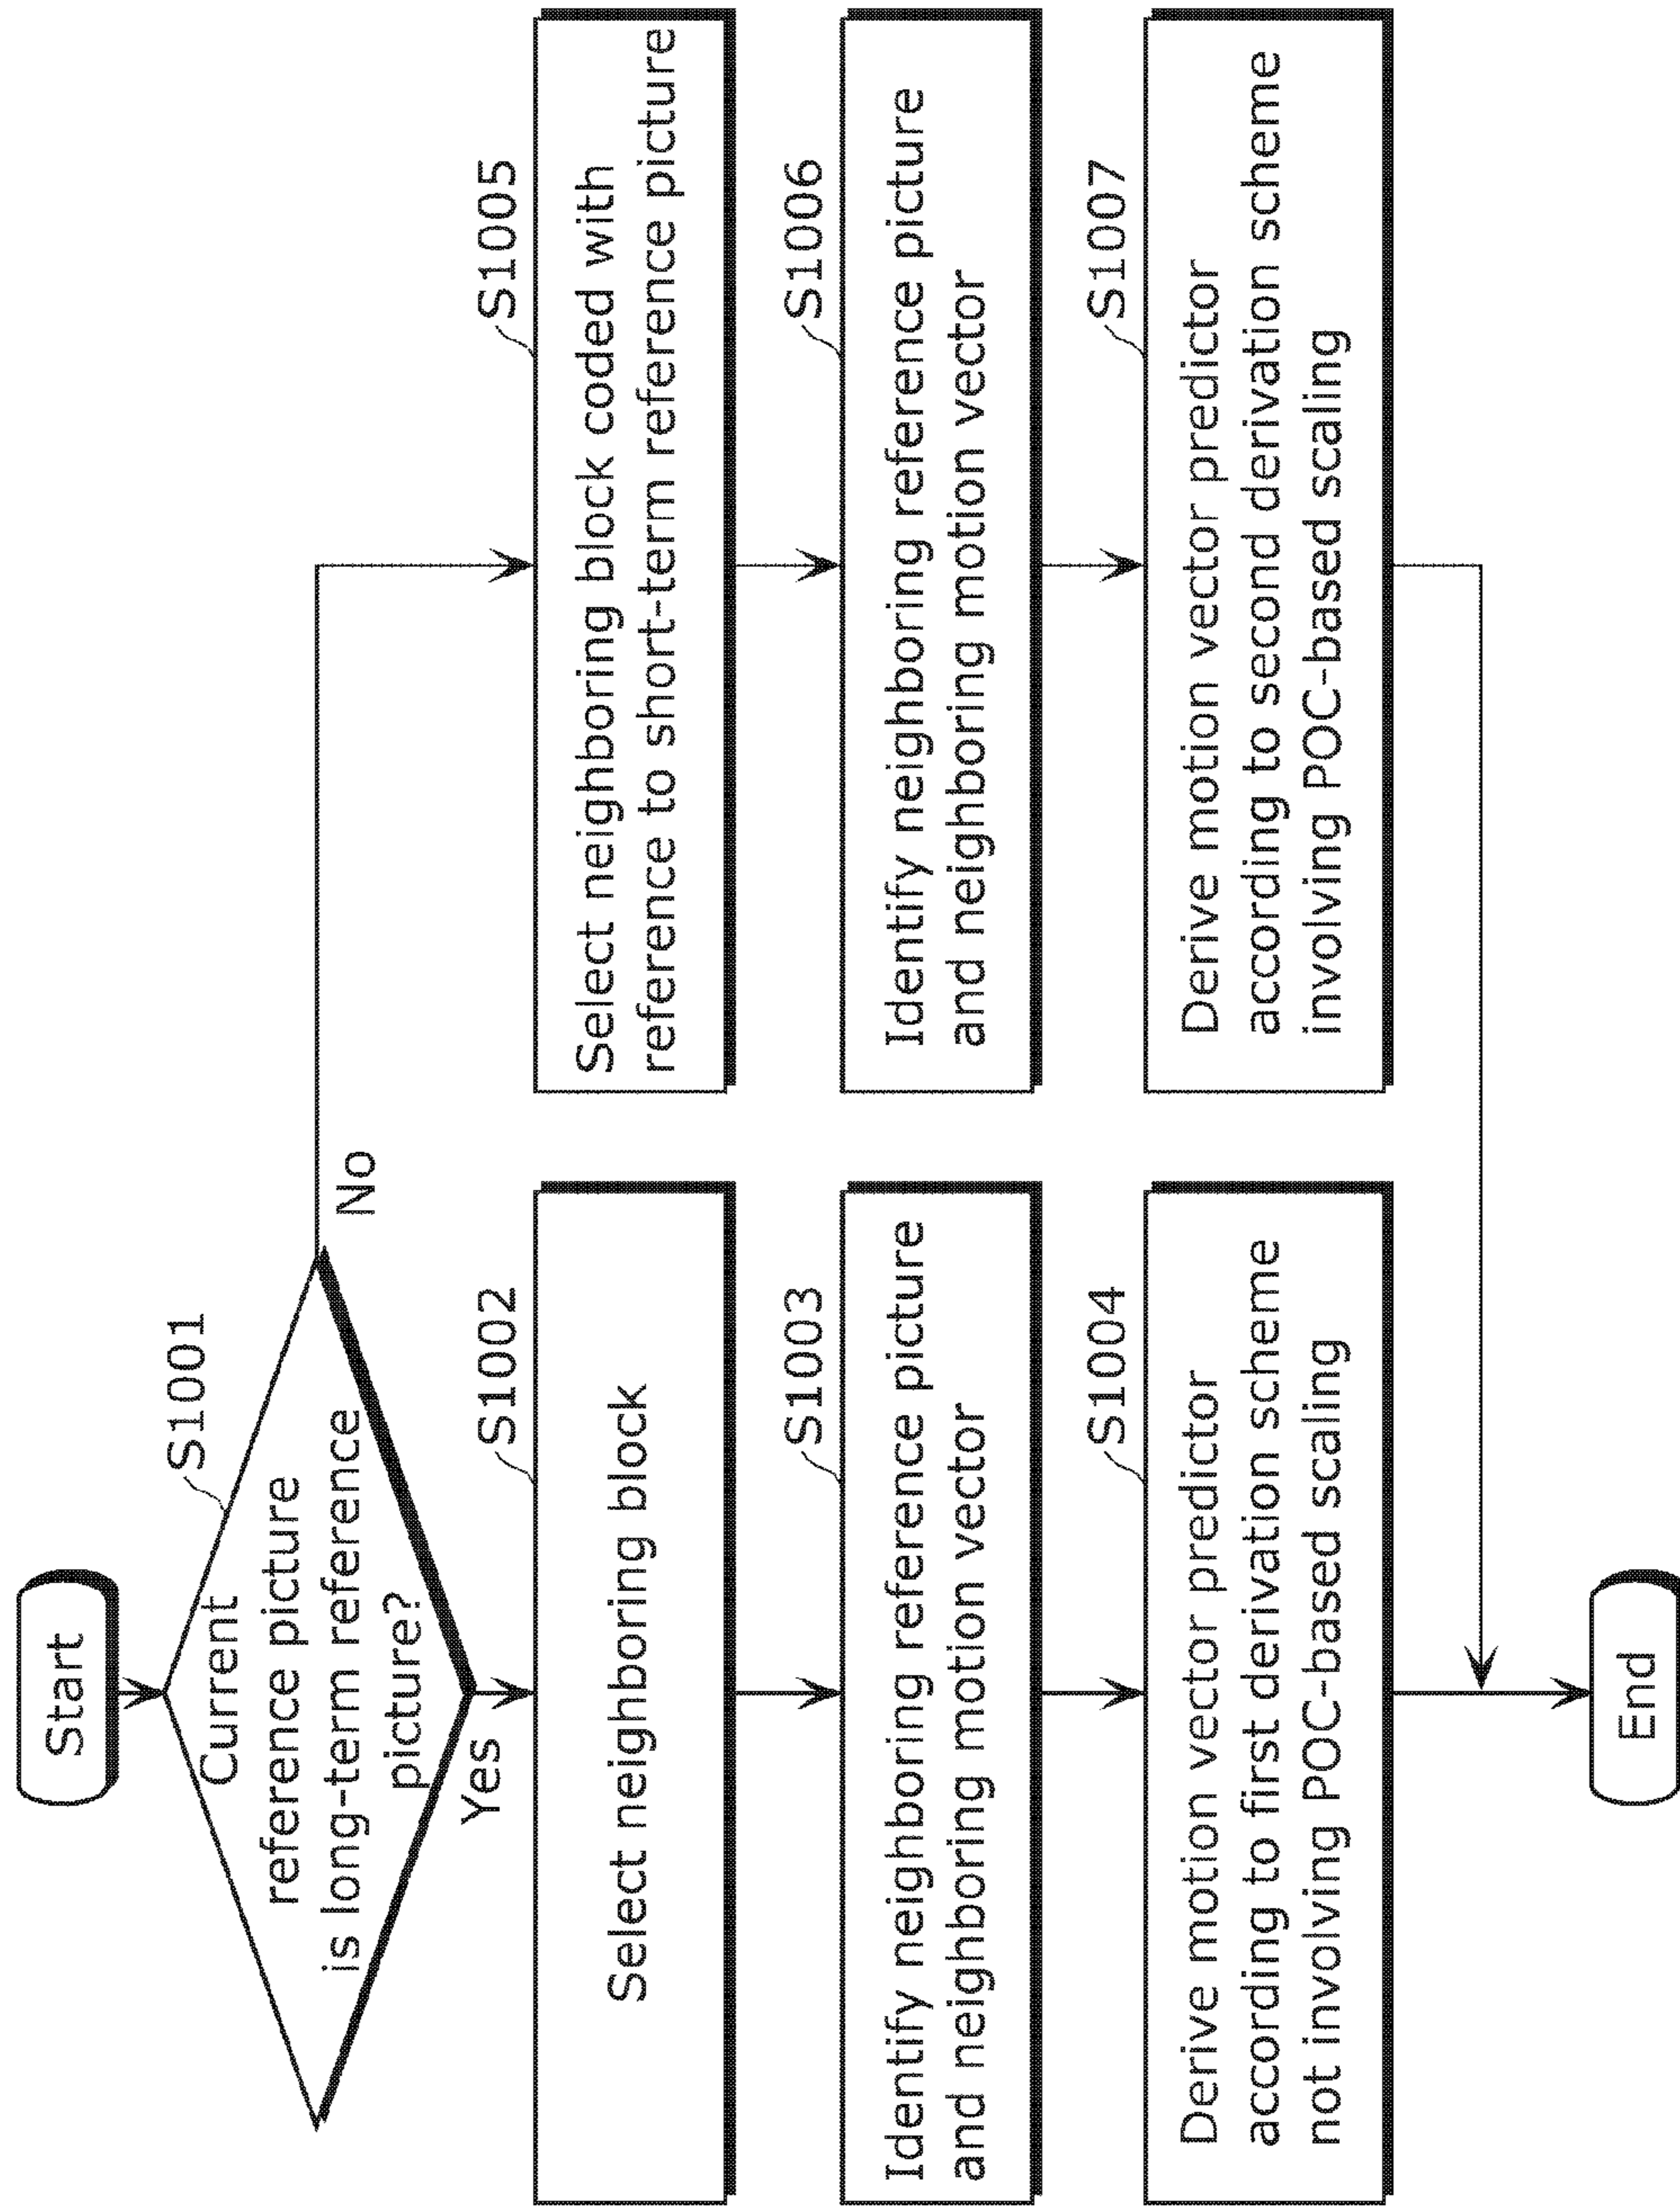 Start
S1001
Current
reference picture
is long-term reference
picture?
Yes
No
S1002
Select neighboring block
S1003
Identify neighboring reference picture
and neighboring motion vector
S1004
Derive motion vector predictor
according to first derivation scheme
not involving POC-based scaling
S1005
Select neighboring block coded with
reference to short-term reference picture
S1006
Identify neighboring reference picture
and neighboring motion vector
S1007
Derive motion vector predictor
according to second derivation scheme
involving POC-based scaling
End